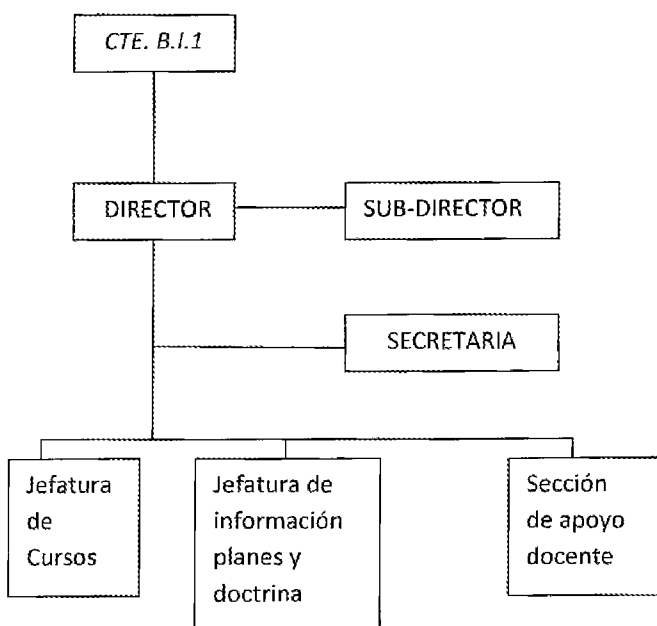 CTE. B.I.1
DIRECTOR
SUB-DIRECTOR
SECRETARIA
Jefatura
de
Cursos
Jefatura de
información
planes y
doctrina
Sección
de apoyo
docente